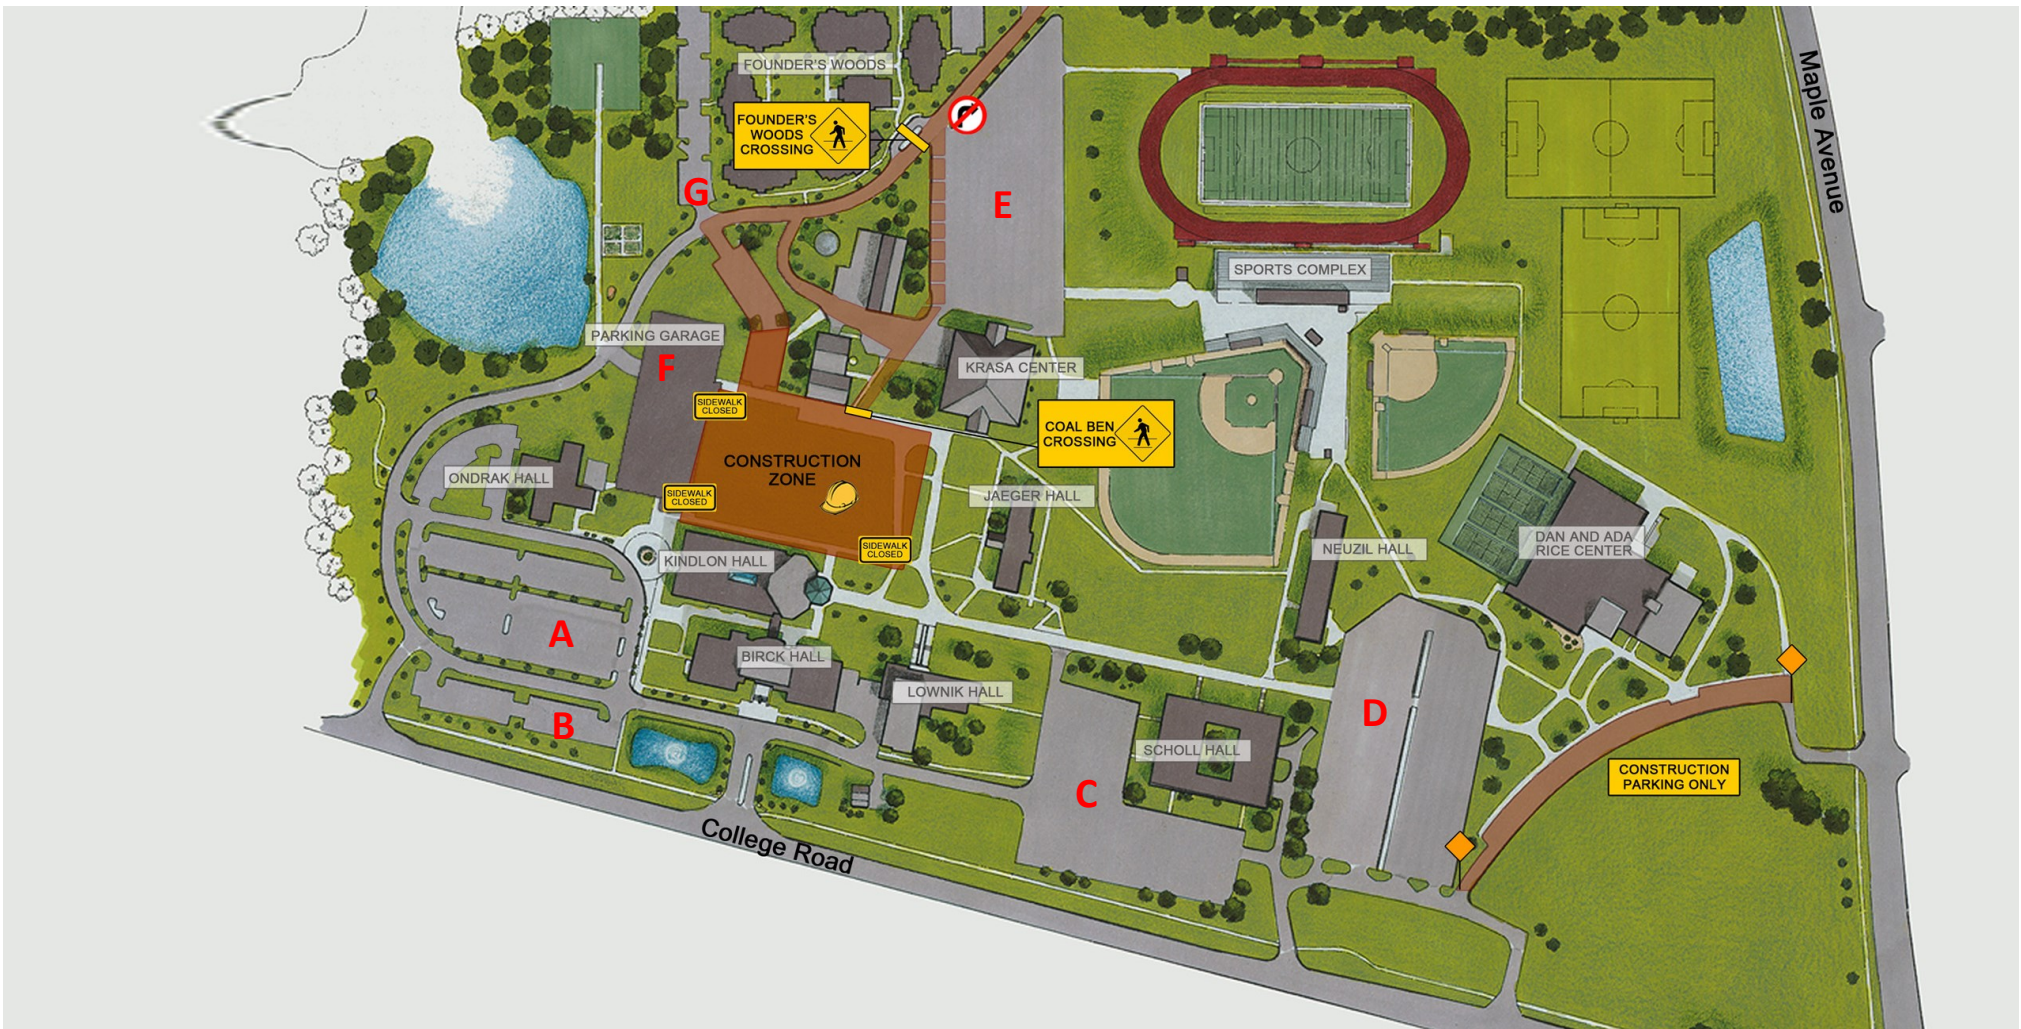 FOUNDER'S WOODS
FOUNDER'S
WOODS
CROSSING
Maple Avenue
G
E
SPORTS COMPLEX
PARKING GARAGE
F
KRASA CENTER
SIDEWALK
CLOSED
COAL BEN
CROSSING
CONSTRUCTION
ZONE
ONDRAK HALL
SIDEWALK
CLOSED
JAEGER HALL
SIDEWALK
CLOSED
NEUZIL HALL
DAN AND ADA
RICE CENTER
KINDLON HALL
A
BIRCK HALL
LOWNIK HALL
B
D
SCHOLL HALL
C
CONSTRUCTION
PARKING ONLY
College Road